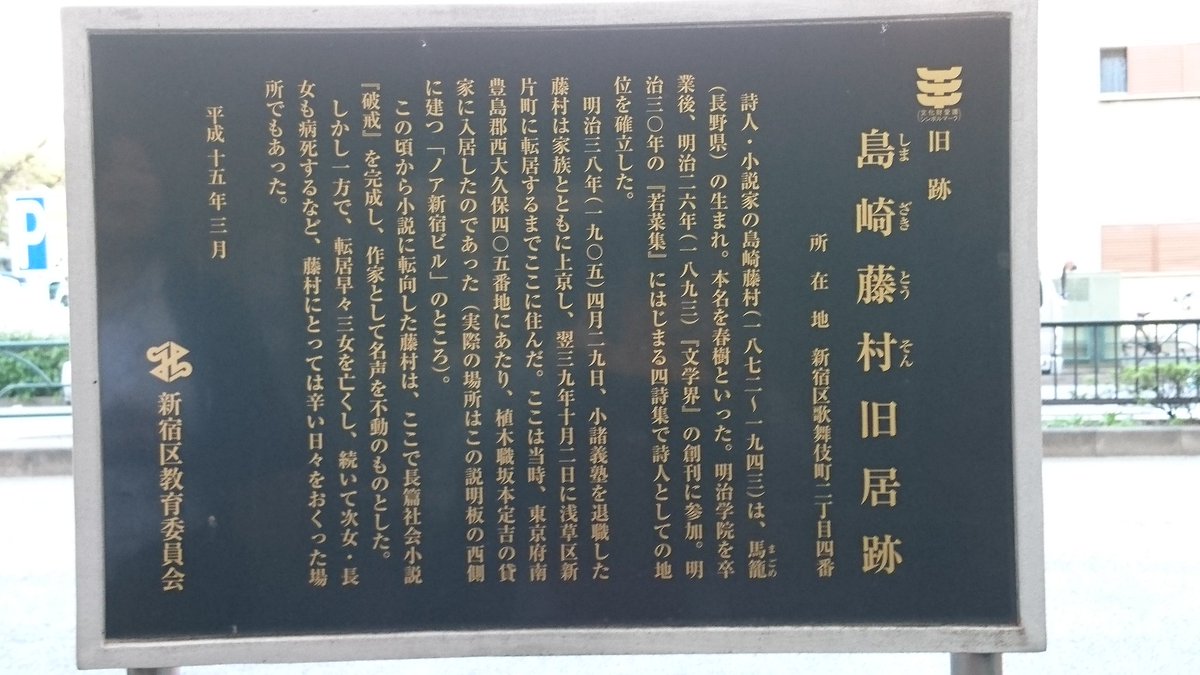 文化財愛護
シンボルマーク
旧跡
島崎藤村旧居跡
しま ざき とう そん
所在地 新宿区歌舞伎町二丁目四番
詩人・小説家の島崎藤村(一八七二〜一九四三)は、馬籠
まごめ
(長野県)の生まれ。本名を春樹といった。明治学院を卒
業後、明治二六年(一八九三)『文学界』の創刊に参加。明
治三〇年の『若菜集』にはじまる四詩集で詩人としての地
位を確立した。
明治三八年(一九〇五)四月二九日、小諸義塾を退職した
藤村は家族とともに上京し、翌三九年十月二日に浅草区新
片町に転居するまでここに住んだ。ここは当時、東京府南
豊島郡西大久保四〇五番地にあたり、植木職坂本定吉の貸
家に入居したのであった(実際の場所はこの説明板の西側
に建つ「ノア新宿ビル」のところ)。
この頃から小説に転向した藤村は、ここで長篇社会小説
『破戒』を完成し、作家として名声を不動のものとした。
しかし一方で、転居早々三女を亡くし、続いて次女・長
女も病死するなど、藤村にとっては辛い日々をおくった場
所でもあった。
平成十五年三月
新宿区教育委員会
P